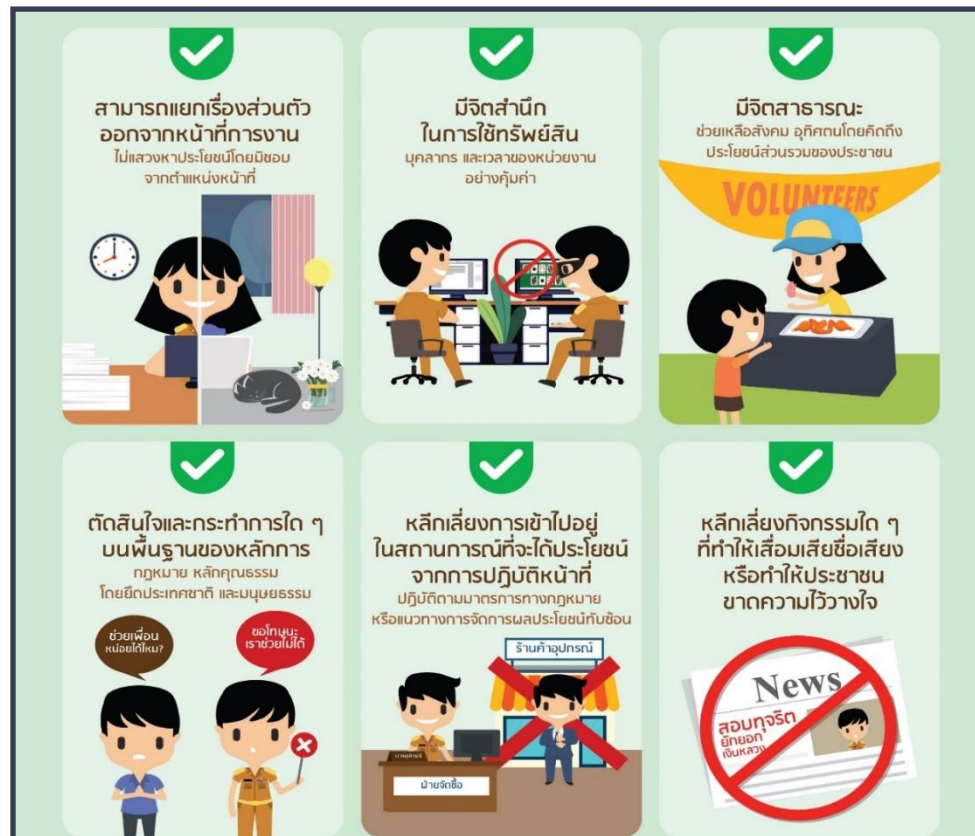 สามารถแยกเรื่องส่วนตัว
ออกจากหน้าที่การงาน
ไม่แสวงหาประโยชน์โดยมิชอบ
จากตำแหน่งหน้าที่
มีจิตสำนึก
ในการใช้ทรัพย์สิน
บุคลากร และเวลาของหน่วยงาน
อย่างคุ้มค่า
มีจิตสาธารณะ
ช่วยเหลือสังคม อุทิศตนโดยคิดถึง
ประโยชน์ส่วนรวมของประชาชน
VOLUNTEERS
ตัดสินใจและกระทำการใด ๆ
บนพื้นฐานของหลักการ
กฎหมาย หลักคุณธรรม
โดยยึดประเทศชาติ และมนุษยธรรม
ช่วยเพื่อน
หน่อยได้ไหม?
ขอโทษนะ
เราช่วยไม่ได้
หลีกเลี่ยงการเข้าไปอยู่
ในสถานการณ์ที่จะได้ประโยชน์
จากการปฏิบัติหน้าที่
ปฏิบัติตามมาตรการทางกฎหมาย
หรือแนวทางการจัดการผลประโยชน์ทับซ้อน
ร้านค้าอุปกรณ์
ฝ่ายจัดซื้อ
หลีกเลี่ยงกิจกรรมใด ๆ
ที่ทำให้เสื่อมเสียชื่อเสียง
หรือทำให้ประชาชน
ขาดความไว้วางใจ
News
สอบทุจริต
ยักยอก
เงินหลวง